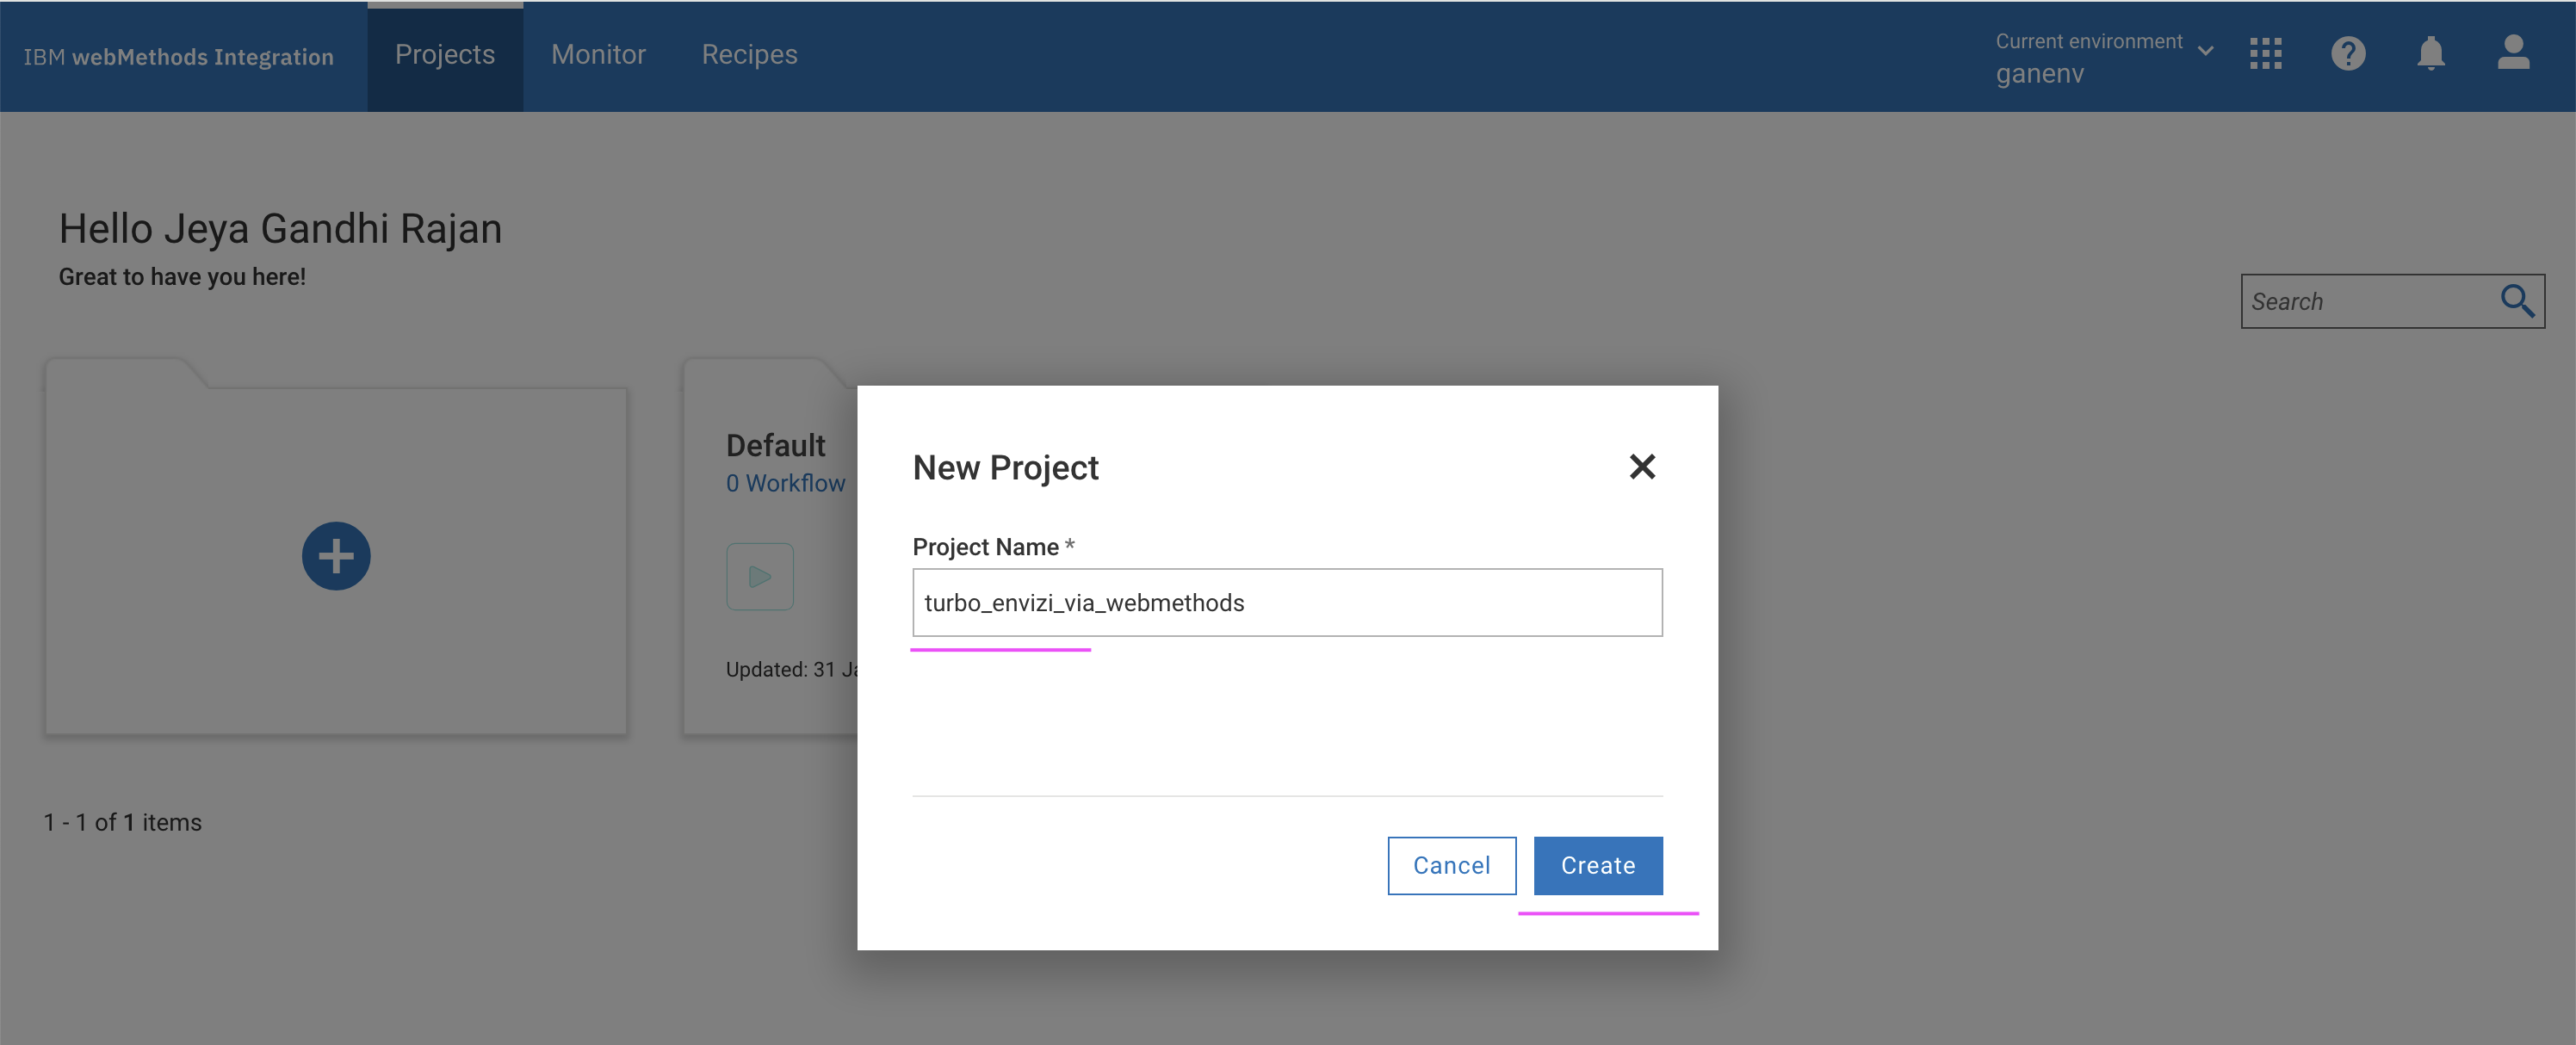 IBM webMethods Integration
Projects
Monitor
Recipes
Current environment
ganenv
Hello Jeya Gandhi Rajan
Great to have you here!
Search
Default
0 Workflow
Updated: 31
New Project
Project Name *
turbo_envizi_via_webmethods
Cancel
Create
1 - 1 of 1 items